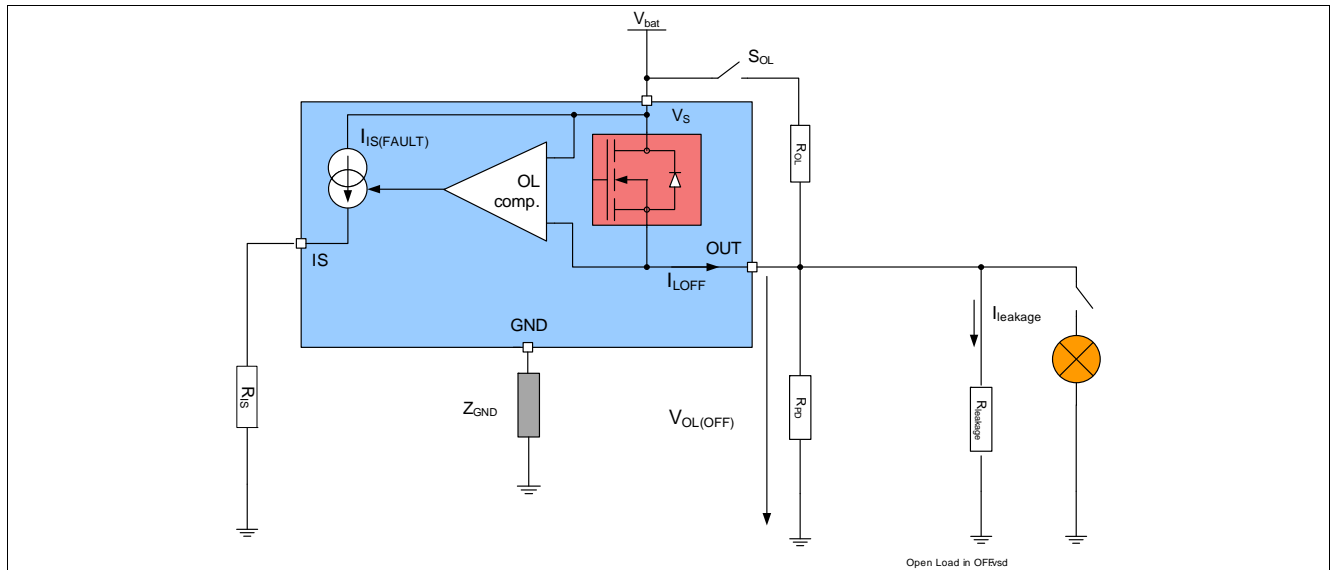 Vbat
SOL
VS
IIS(FAULT)
ROL
OL
comp.
OUT
IS
ILOFF
Ileakage
GND
RIS
ZGND
VOL(OFF)
RPD
Rleakage
Open Load in OFF.vsd